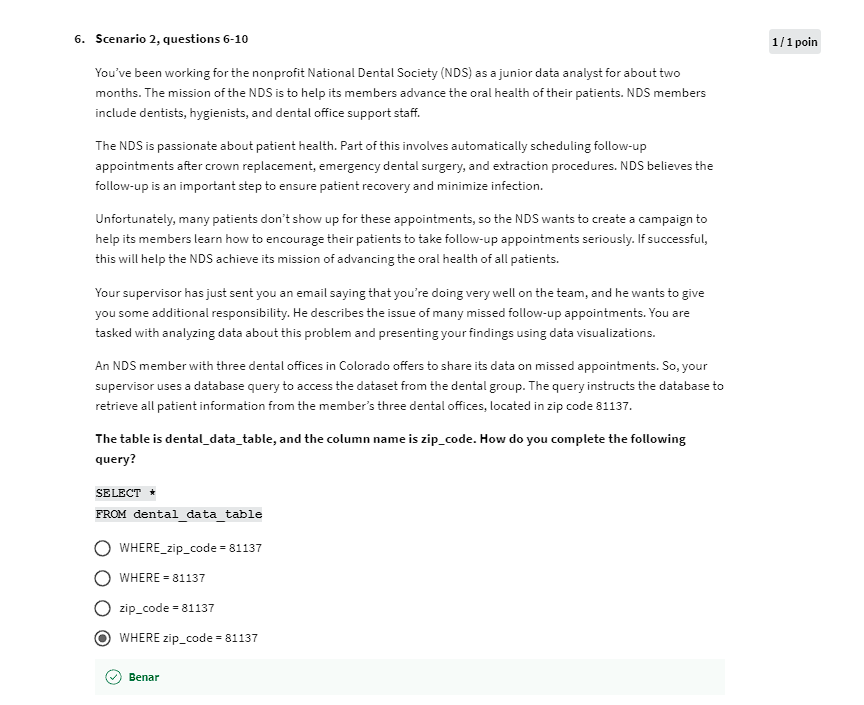 6. Scenario 2, questions 6-10
1 / 1 poin
You've been working for the nonprofit National Dental Society (NDS) as a junior data analyst for about two
months. The mission of the NDS is to help its members advance the oral health of their patients. NDS members
include dentists, hygienists, and dental office support staff.
The NDS is passionate about patient health. Part of this involves automatically scheduling follow-up
appointments after crown replacement, emergency dental surgery, and extraction procedures. NDS believes the
follow-up is an important step to ensure patient recovery and minimize infection.
Unfortunately, many patients don't show up for these appointments, so the NDS wants to create a campaign to
help its members learn how to encourage their patients to take follow-up appointments seriously. If successful,
this will help the NDS achieve its mission of advancing the oral health of all patients.
Your supervisor has just sent you an email saying that you're doing very well on the team, and he wants to give
you some additional responsibility. He describes the issue of many missed follow-up appointments. You are
tasked with analyzing data about this problem and presenting your findings using data visualizations.
An NDS member with three dental offices in Colorado offers to share its data on missed appointments. So, your
supervisor uses a database query to access the dataset from the dental group. The query instructs the database to
retrieve all patient information from the member's three dental offices, located in zip code 81137.
The table is dental_data_table, and the column name is zip_code. How do you complete the following
query?
SELECT *
FROM dental_data_table
WHERE_zip_code = 81137
WHERE = 81137
zip_code = 81137
WHERE zip_code = 81137
Benar